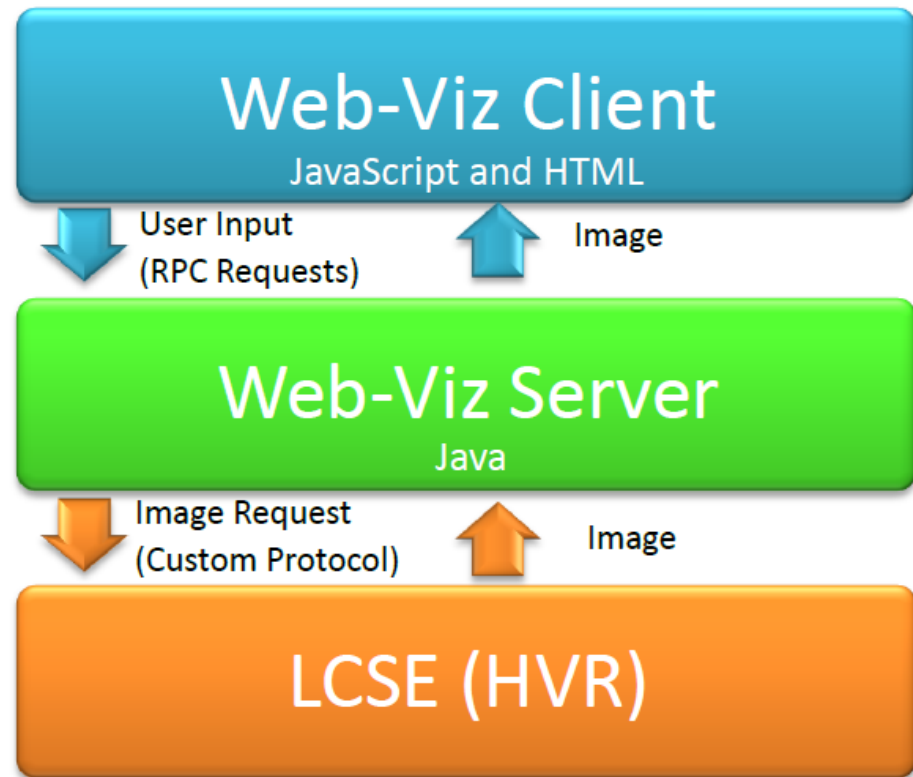 Web-Viz Client
JavaScript and HTML
User Input
(RPC Requests)
Image
Web-Viz Server
Java
Image Request
(Custom Protocol)
Image
LCSE (HVR)